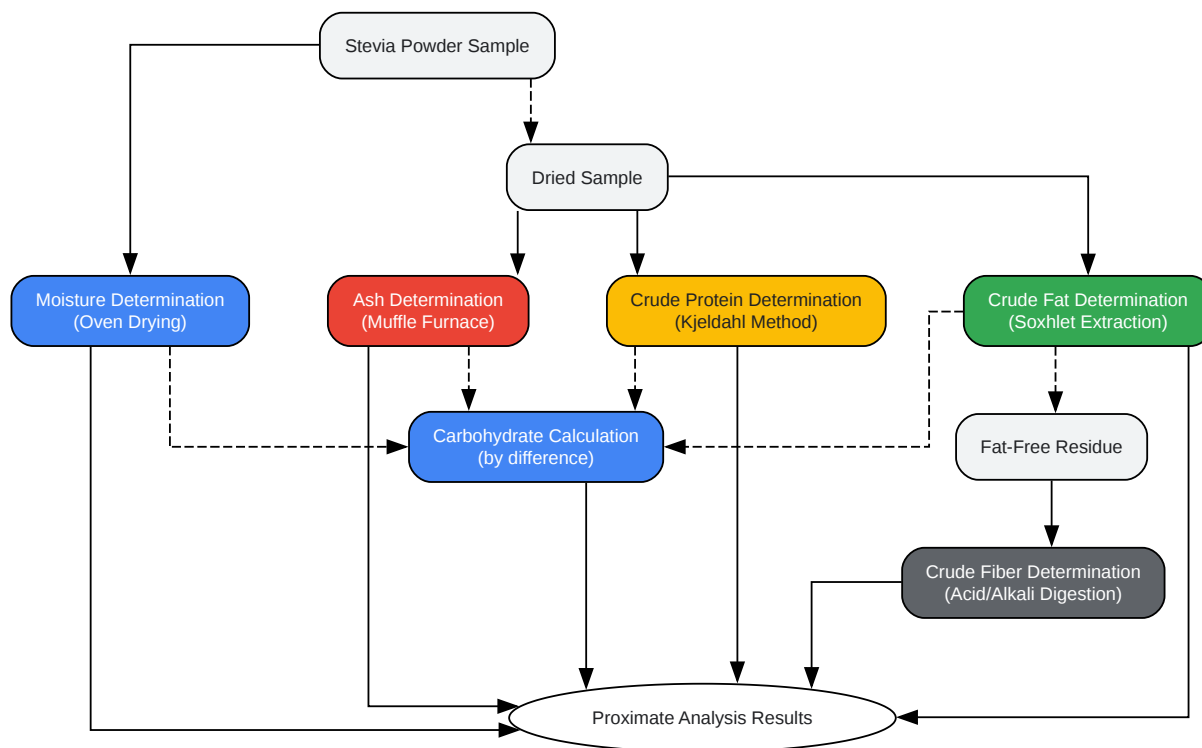 Stevia Powder Sample
Dried Sample
Moisture Determination
(Oven Drying)
Ash Determination
(Muffle Furnace)
Crude Protein Determination
(Kjeldahl Method)
Crude Fat Determination
(Soxhlet Extraction)
Carbohydrate Calculation
(by difference)
Fat-Free Residue
Crude Fiber Determination
(Acid/Alkali Digestion)
Proximate Analysis Results